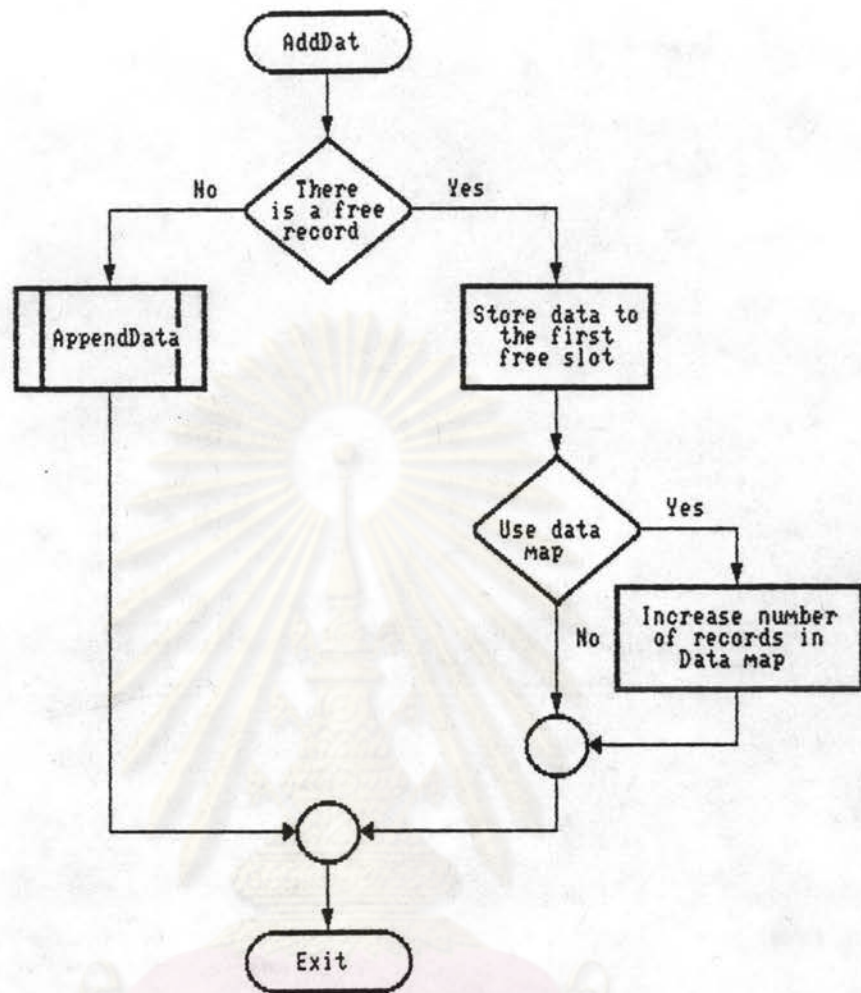 AddDat
There
is a free
record
No
Yes
AppendData
Store data to
the first
free slot
Use data
map
Yes
No
Increase number
of records in
Data map
Exit